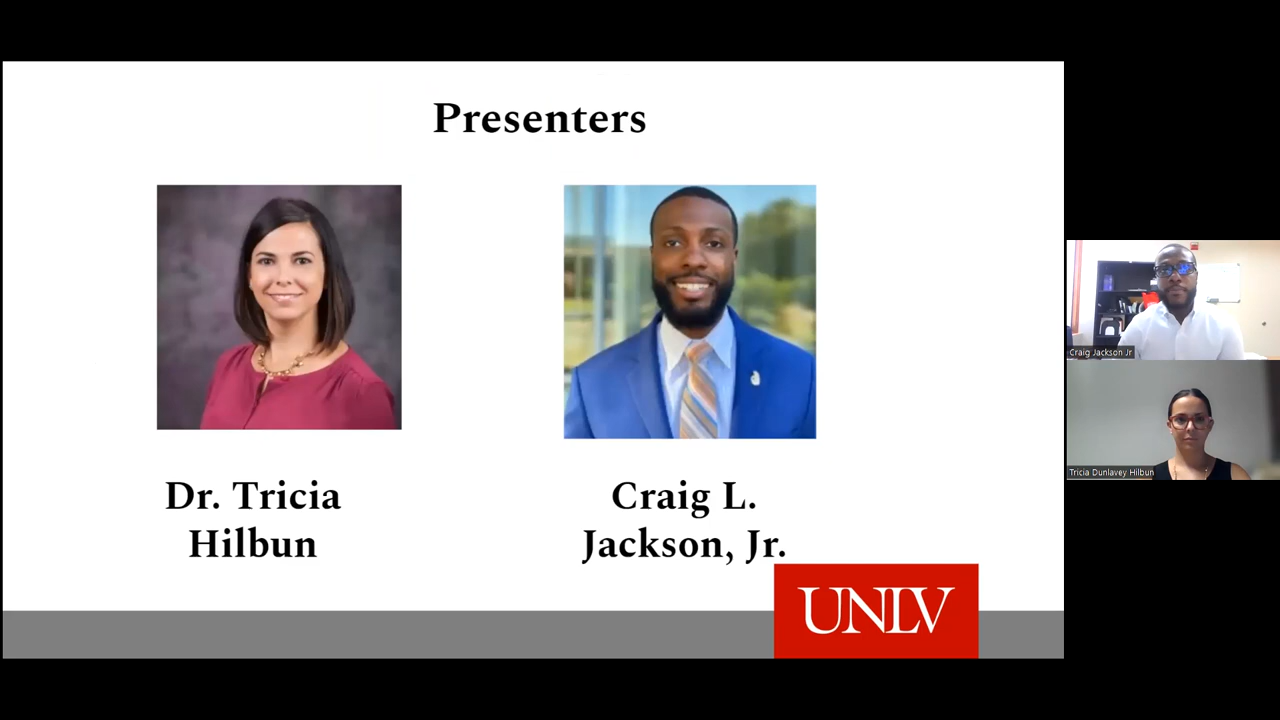 Presenters
Dr. Tricia
Hilbun
Craig L.
Jackson, Jr.
UNLV
Craig Jackson Jr
Tricia Dunlavey Hilbun